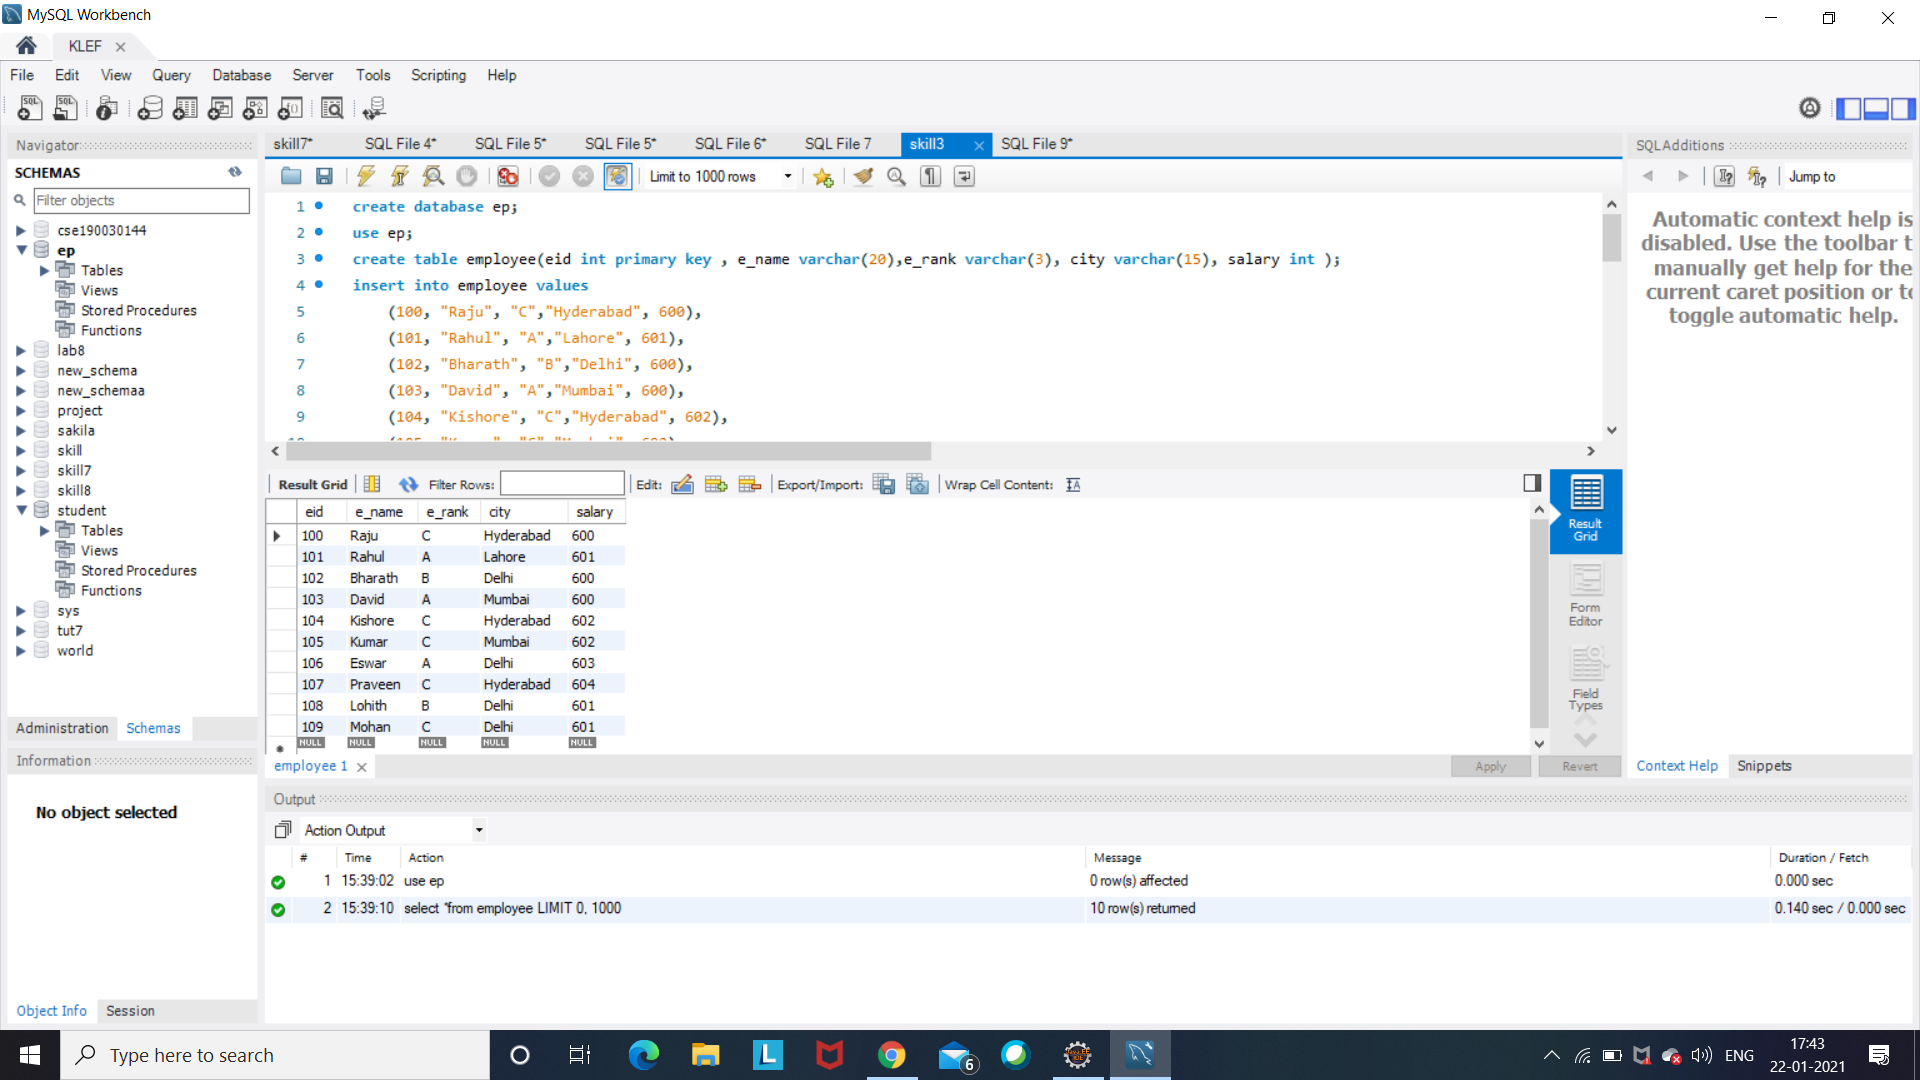 MySQL Workbench
KLEF
File Edit View Query Database Server Tools Scripting Help
Navigator
SCHEMAS
Filter objects
cse190030144
ep
Tables
Views
Stored Procedures
Functions
lab8
new_schema
new_schemaa
project
sakila
skill
skill7
skill8
student
Tables
Views
Stored Procedures
Functions
sys
tut7
world
Administration Schemas
Information
No object selected
Object Info Session
skill7* SQL File 4* SQL File 5* SQL File 5* SQL File 6* SQL File 7 skill3 SQL File 9*
Limit to 1000 rows
1 create database ep;
2 use ep;
3 create table employee(eid int primary key , e_name varchar(20),e_rank varchar(3), city varchar(15), salary int );
4 insert into employee values
5 (100, "Raju", "C","Hyderabad", 600),
6 (101, "Rahul", "A","Lahore", 601),
7 (102, "Bharath", "B","Delhi", 600),
8 (103, "David", "A","Mumbai", 600),
9 (104, "Kishore", "C","Hyderabad", 602),
Result Grid Filter Rows: Edit: Export/Import: Wrap Cell Content:
eid e_name e_rank city salary
100 Raju C Hyderabad 600
101 Rahul A Lahore 601
102 Bharath B Delhi 600
103 David A Mumbai 600
104 Kishore C Hyderabad 602
105 Kumar C Mumbai 602
106 Eswar A Delhi 603
107 Praveen C Hyderabad 604
108 Lohith B Delhi 601
109 Mohan C Delhi 601
NULL NULL NULL NULL NULL
employee 1
Apply Revert
Result
Grid
Form
Editor
Field
Types
SQLAdditions
Jump to
Automatic context help is
disabled. Use the toolbar t
manually get help for the
current caret position or to
toggle automatic help.
Context Help Snippets
Output
Action Output
# Time Action Message Duration / Fetch
1 15:39:02 use ep 0 row(s) affected 0.000 sec
2 15:39:10 select *from employee LIMIT 0, 1000 10 row(s) returned 0.140 sec / 0.000 sec
Type here to search
6
ENG
17:43
22-01-2021